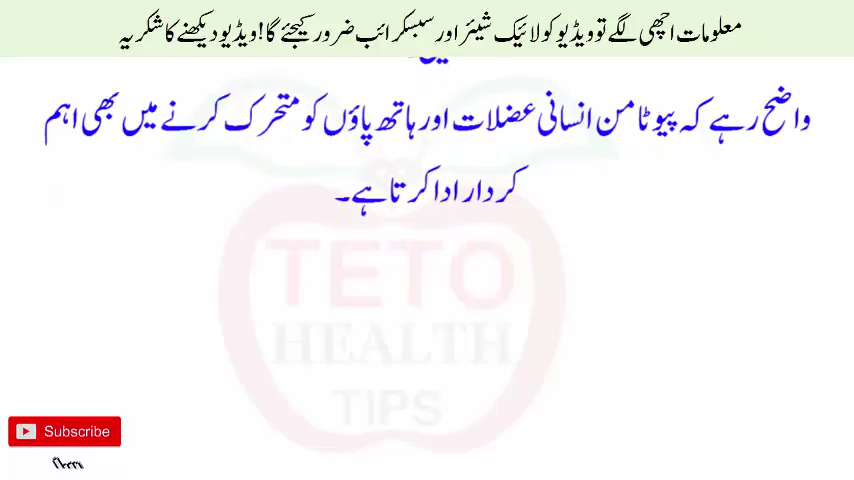 معلومات اچھی لگے تو ویڈیو کو لائیک شیئر اور سبسکرائب ضرور کیجئے گا! ویڈیو دیکھنے کا شکریہ
واضح رہے کہ پیوٹامن انسانی عضلات اور ہاتھ پاؤں کو متحرک کرنے میں بھی اہم
کردار ادا کرتا ہے۔
TETO
HEALTH
TIPS
Subscribe